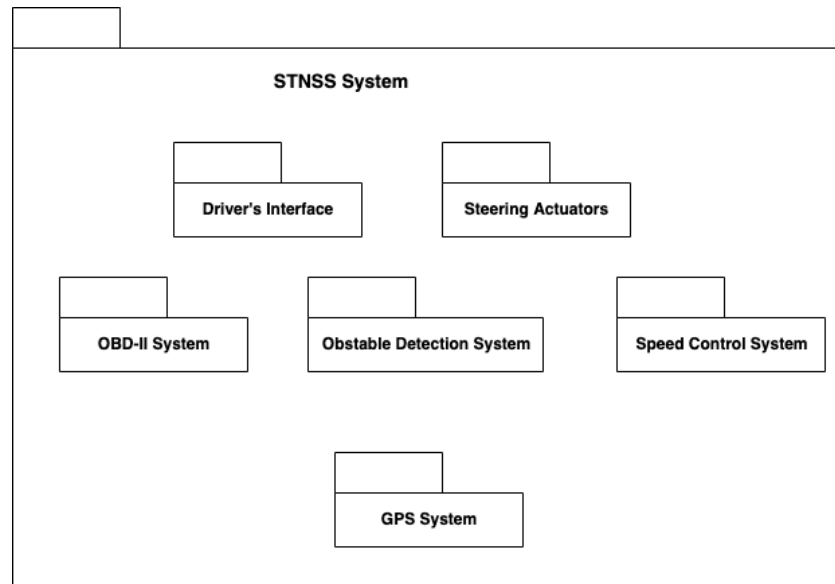 STNSS System
Driver's Interface
Steering Actuators
OBD-II System
Obstable Detection System
Speed Control System
GPS System